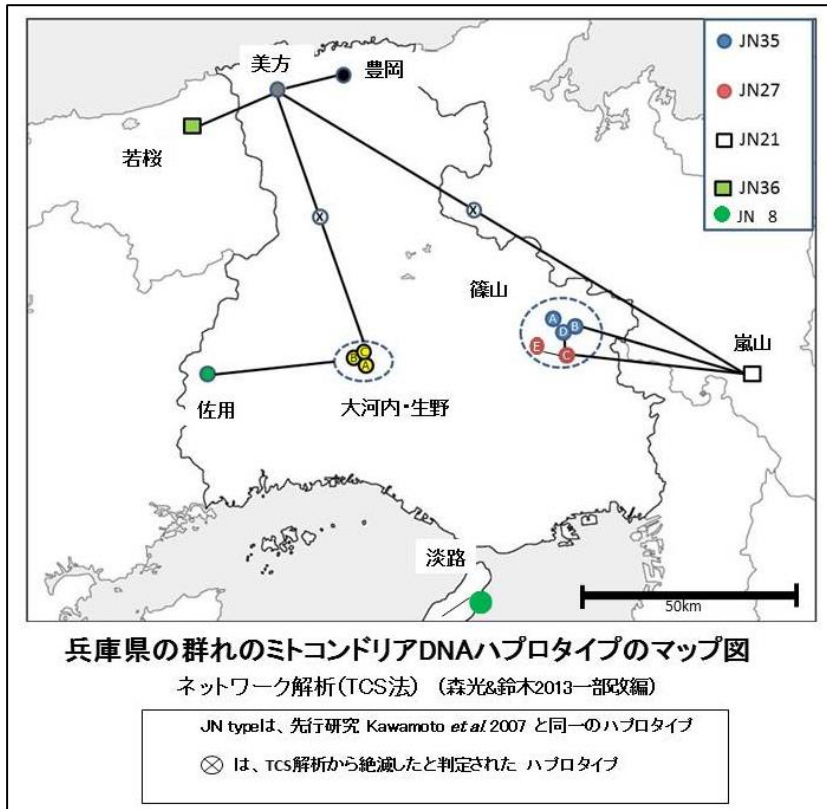 美方
豊岡
若桜
篠山
嵐山
佐用
大河内・生野
淡路
X
X
A
B
D
E
C
C
B
A
JN35
JN27
JN21
JN36
JN 8
50km
兵庫県の群れのミトコンドリアDNAハプロタイプのマップ図
ネットワーク解析(TCS法) (森光&鈴木2013一部改編)
JN typeは、先行研究 Kawamoto et al. 2007 と同一のハプロタイプ
は、TCS解析から絶滅したと判定された ハプロタイプ